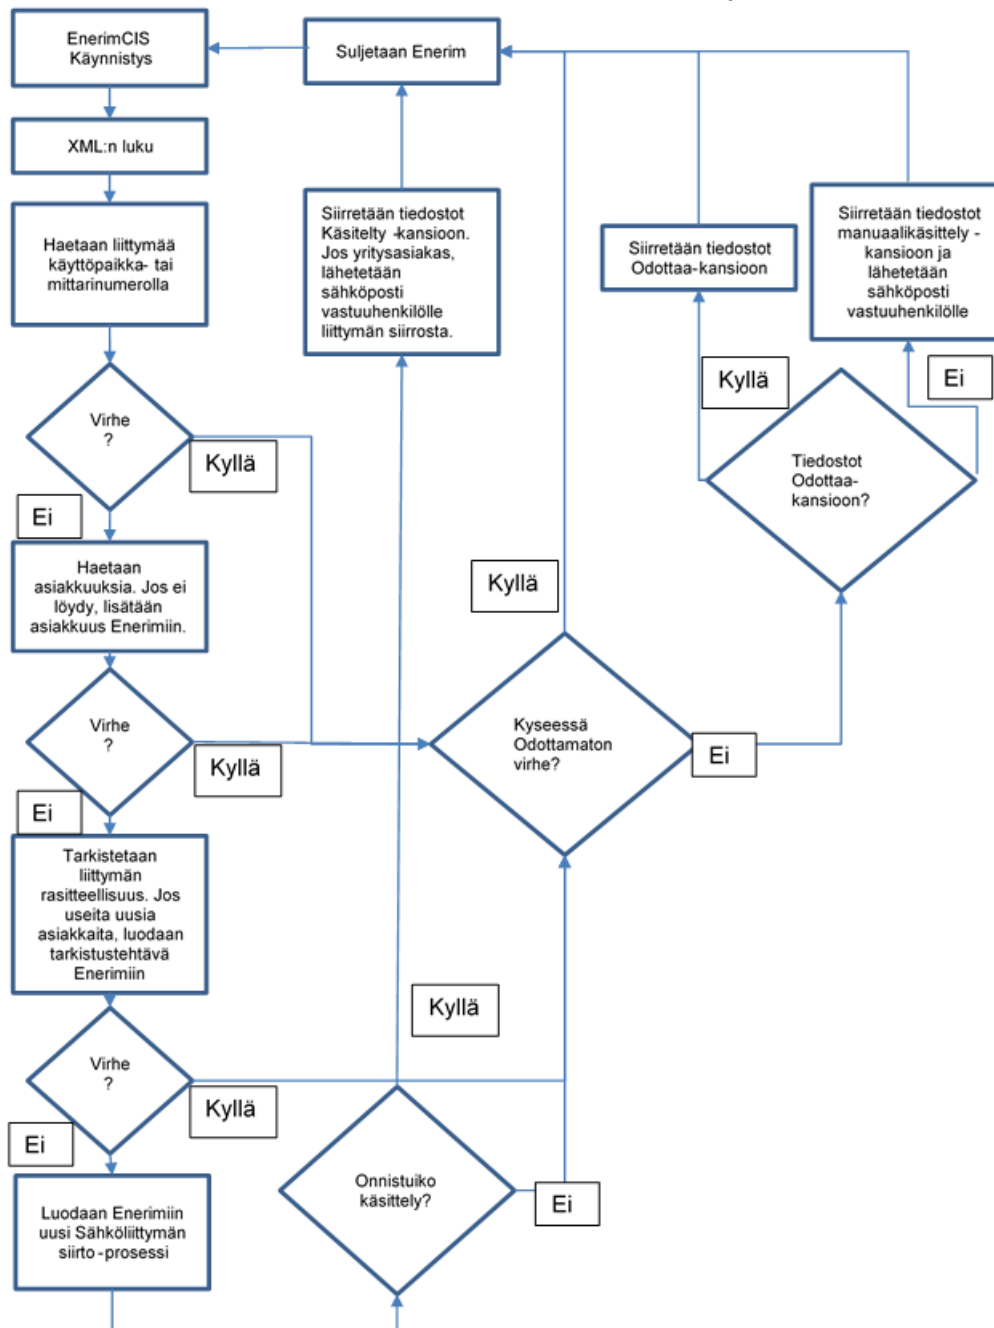 EnerimCIS
Käynnistys
Suljetaan Enerim
XML:n luku
Haetaan liittymää
käyttöpaikka- tai
mittarinumerolla
Siirretään tiedostot
Käsitelty -kansioon.
Jos yritysasiakas,
lähetetään
sähköposti
vastuuhenkilölle
liittymän siirrosta.
Siirretään tiedostot
Odottaa-kansioon
Siirretään tiedostot
manuaalikäsittely -
kansioon ja
lähetetään
sähköposti
vastuuhenkilölle
Kyllä
Ei
Virhe
?
Kyllä
Ei
Tiedostot
Odottaa-
kansioon?
Haetaan
asiakkuuksia. Jos ei
löydy, lisätään
asiakkuus Enerimiin.
Kyllä
Virhe
?
Kyllä
Ei
Kyseessä
Odottamaton
virhe?
Ei
Tarkistetaan
liittymän
rasitteellisuus. Jos
useita uusia
asiakkaita, luodaan
tarkistustehtävä
Enerimiin
Kyllä
Virhe
?
Kyllä
Ei
Onnistuiko
käsittely?
Ei
Luodaan Enerimiin
uusi Sähköliittymän
siirto -prosessi